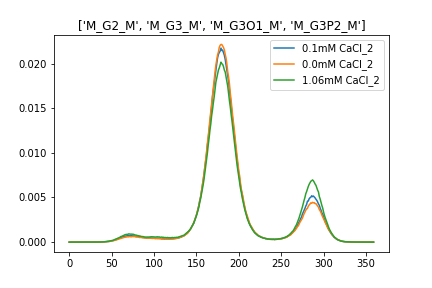 ['M_G2_M', 'M_G3_M', 'M_G3O1_M', 'M_G3P2_M']
0.1mM CaCl_2
0.0mM CaCl_2
1.06mM CaCl_2
0.020
0.015
0.010
0.005
0.000
0 50 100 150 200 250 300 350